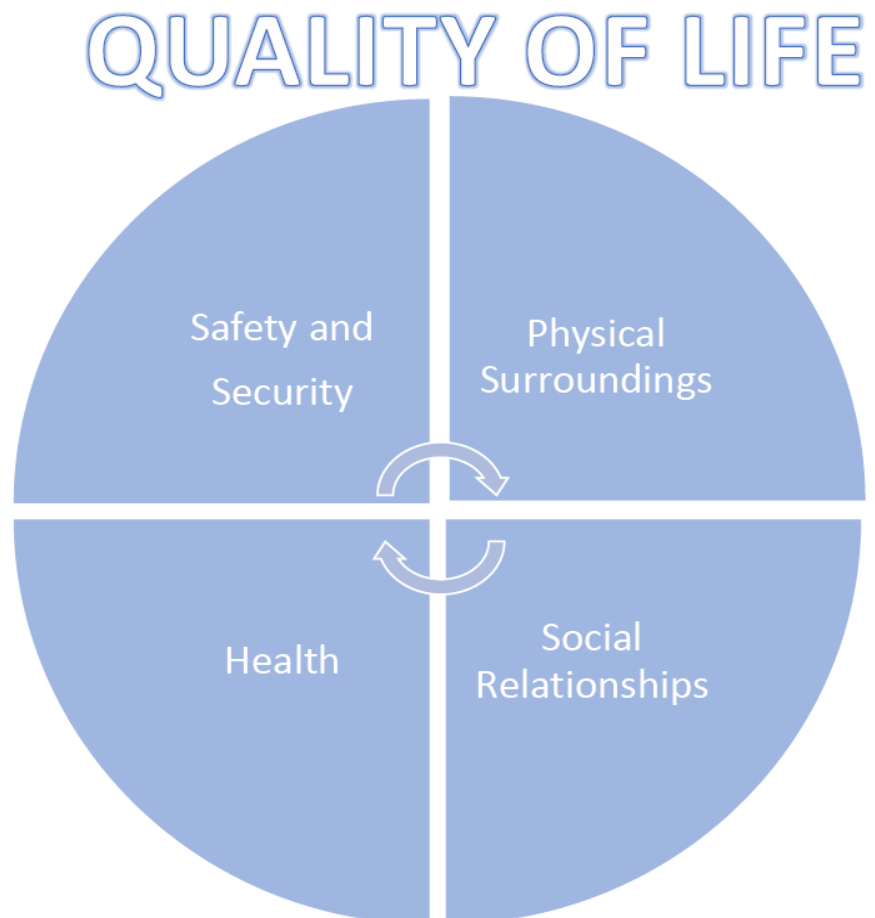 QUALITY OF LIFE
Safety and
Security
Physical
Surroundings
Health
Social
Relationships